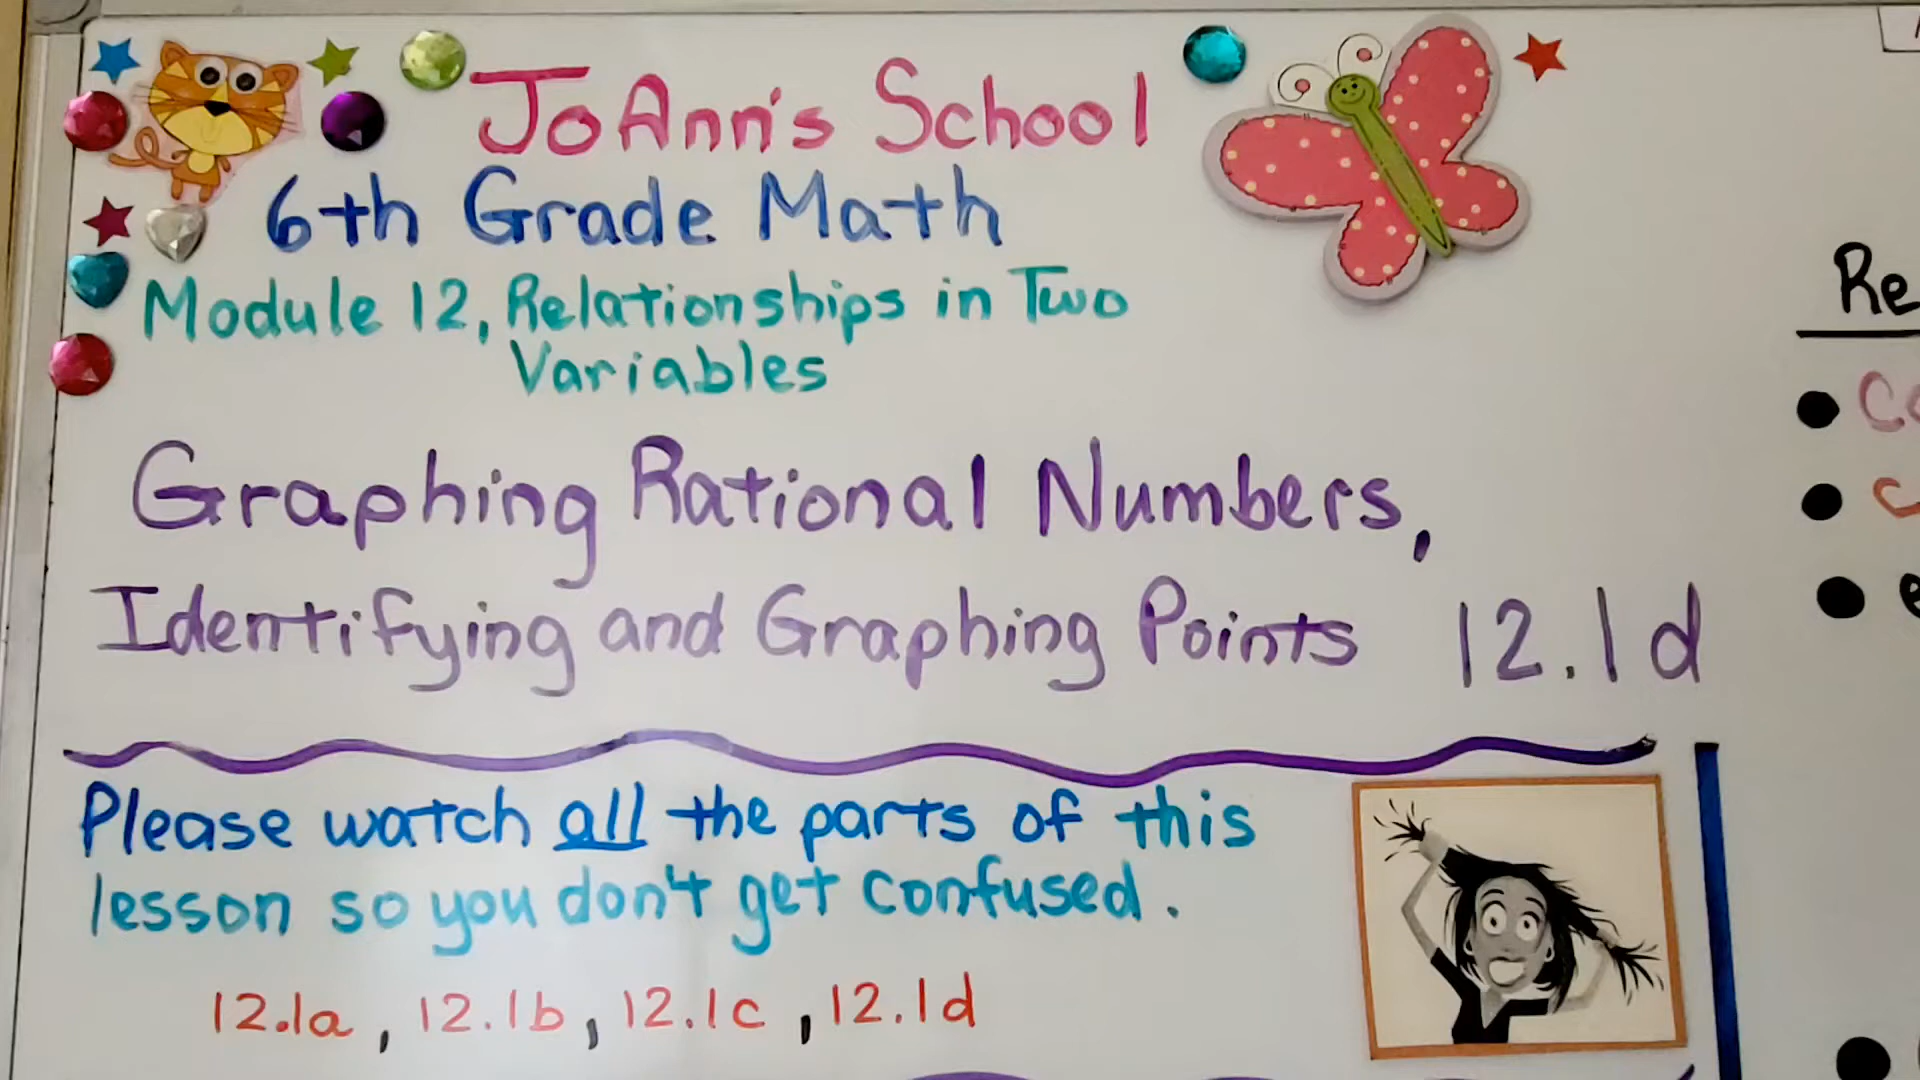 JoAnn's School
6th Grade Math
Module 12, Relationships in Two
Variables
Graphing Rational Numbers,
Identifying and Graphing Points 12.1d
Please watch all the parts of this
lesson so you don't get confused.
12.1a, 12.1b, 12.1c, 12.1d